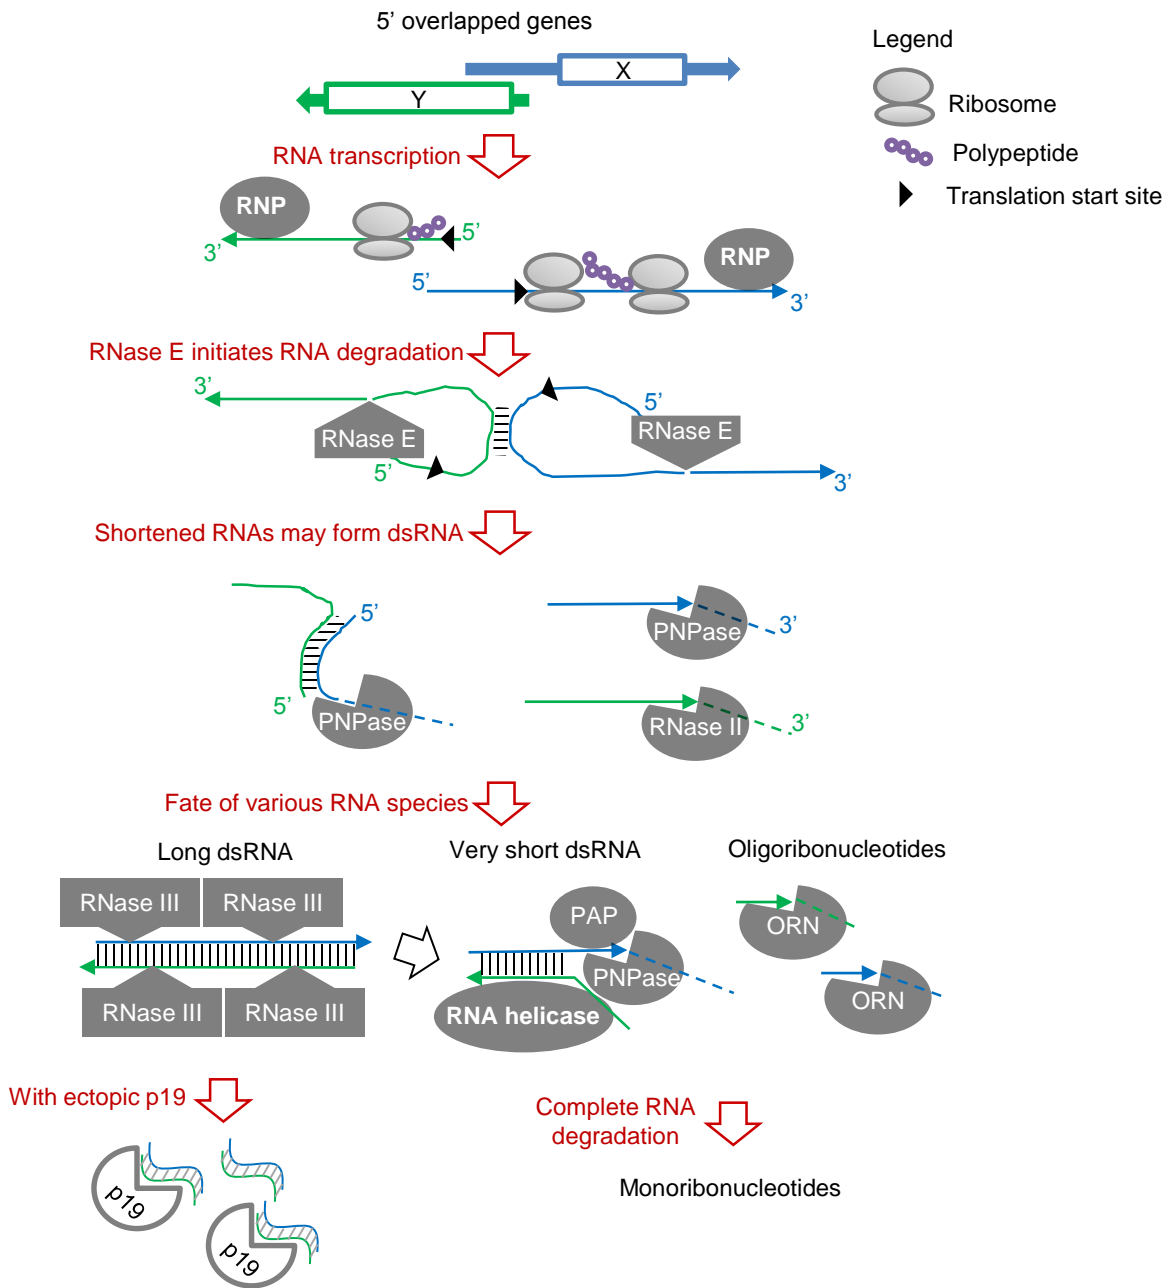 5’ overlapped genes
Legend
X
Y
Ribosome
Polypeptide
Translation start site
RNA transcription
RNP
5’
3’
5’
RNP
3’
RNase E initiates RNA degradation
3’
5’
RNase E
RNase E
5’
3’
Shortened RNAs may form dsRNA
5’
5’
PNPase
PNPase
3’
RNase II
3’
Fate of various RNA species
Long dsRNA
Very short dsRNA
Oligoribonucleotides
RNase III
RNase III
RNase III
RNase III
PAP
PNPase
RNA helicase
ORN
ORN
With ectopic p19
Complete RNA
degradation
p19
p19
Monoribonucleotides